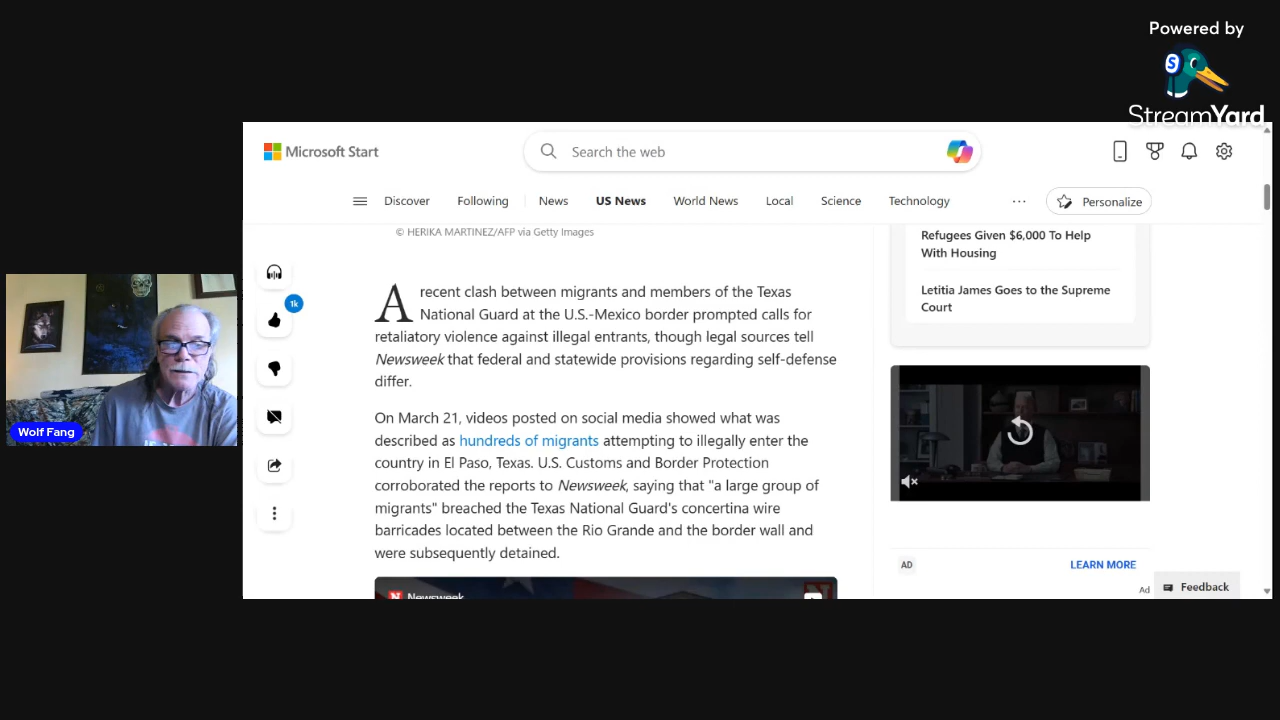 Powered by
StreamYard
Microsoft Start
Search the web
Discover
Following
News
US News
World News
Local
Science
Technology
Personalize
© HERIKA MARTINEZ/AFP via Getty Images
1k
A recent clash between migrants and members of the Texas
National Guard at the U.S.-Mexico border prompted calls for
retaliatory violence against illegal entrants, though legal sources tell
Newsweek that federal and statewide provisions regarding self-defense
differ.
On March 21, videos posted on social media showed what was
described as hundreds of migrants attempting to illegally enter the
country in El Paso, Texas. U.S. Customs and Border Protection
corroborated the reports to Newsweek, saying that "a large group of
migrants" breached the Texas National Guard's concertina wire
barricades located between the Rio Grande and the border wall and
were subsequently detained.
Newsweek
N
Refugees Given $6,000 To Help
With Housing
Letitia James Goes to the Supreme
Court
AD
LEARN MORE
Ad
Feedback
Wolf Fang